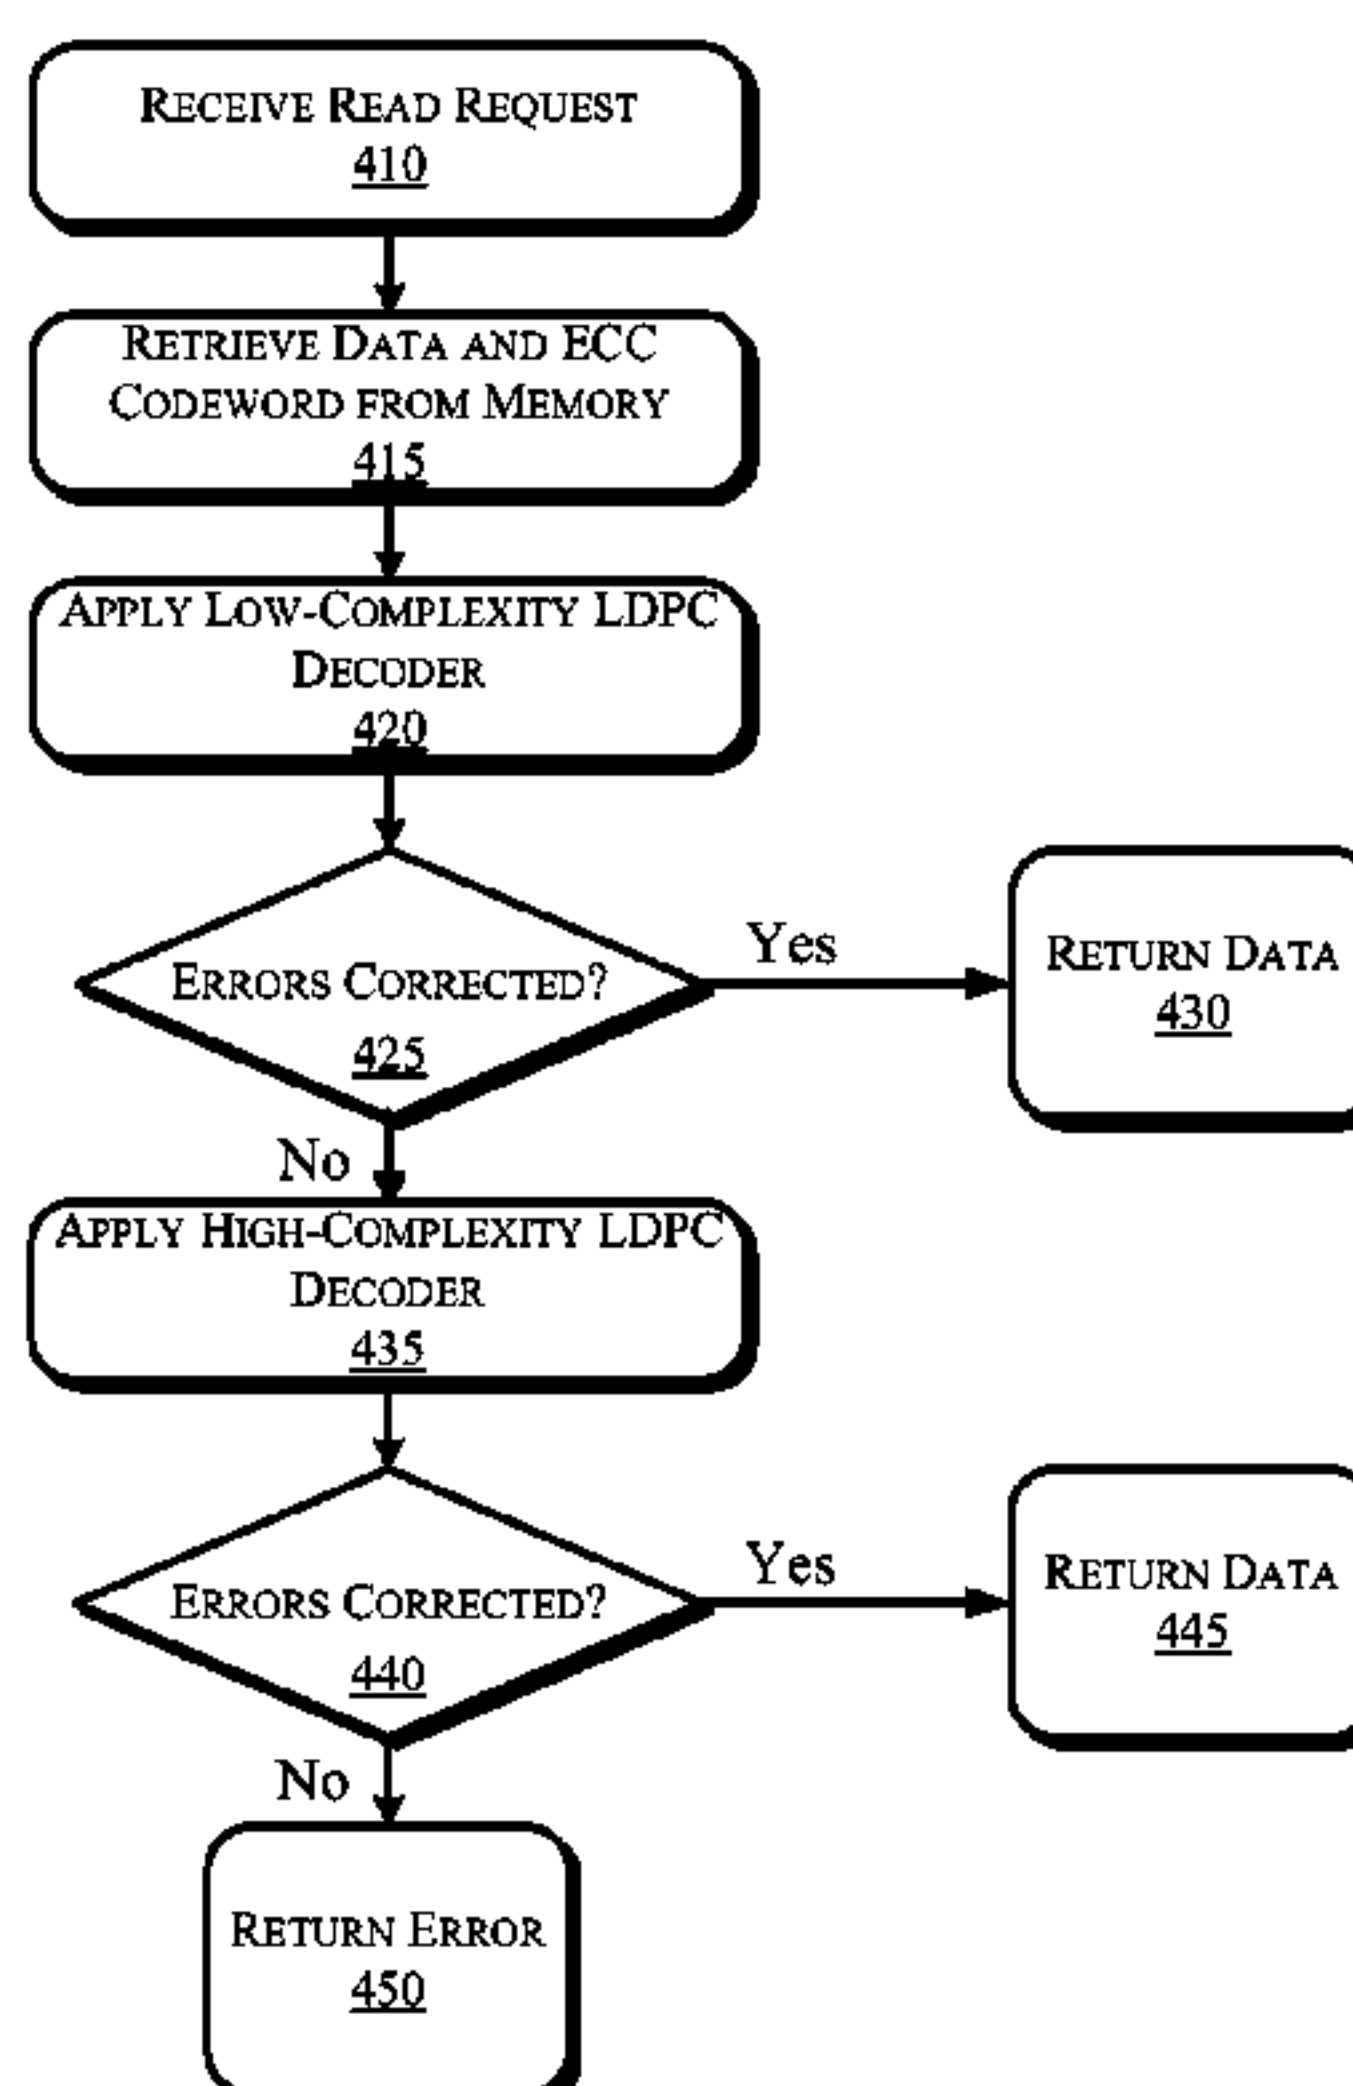 RECEIVE READ REQUEST
410
RETRIEVE DATA AND ECC
CODEWORD FROM MEMORY
415
APPLY LOW-COMPLEXITY LDPC
DECODER
420
ERRORS CORRECTED?
425
Yes
RETURN DATA
430
No
APPLY HIGH-COMPLEXITY LDPC
DECODER
435
ERRORS CORRECTED?
440
Yes
RETURN DATA
445
No
RETURN ERROR
450